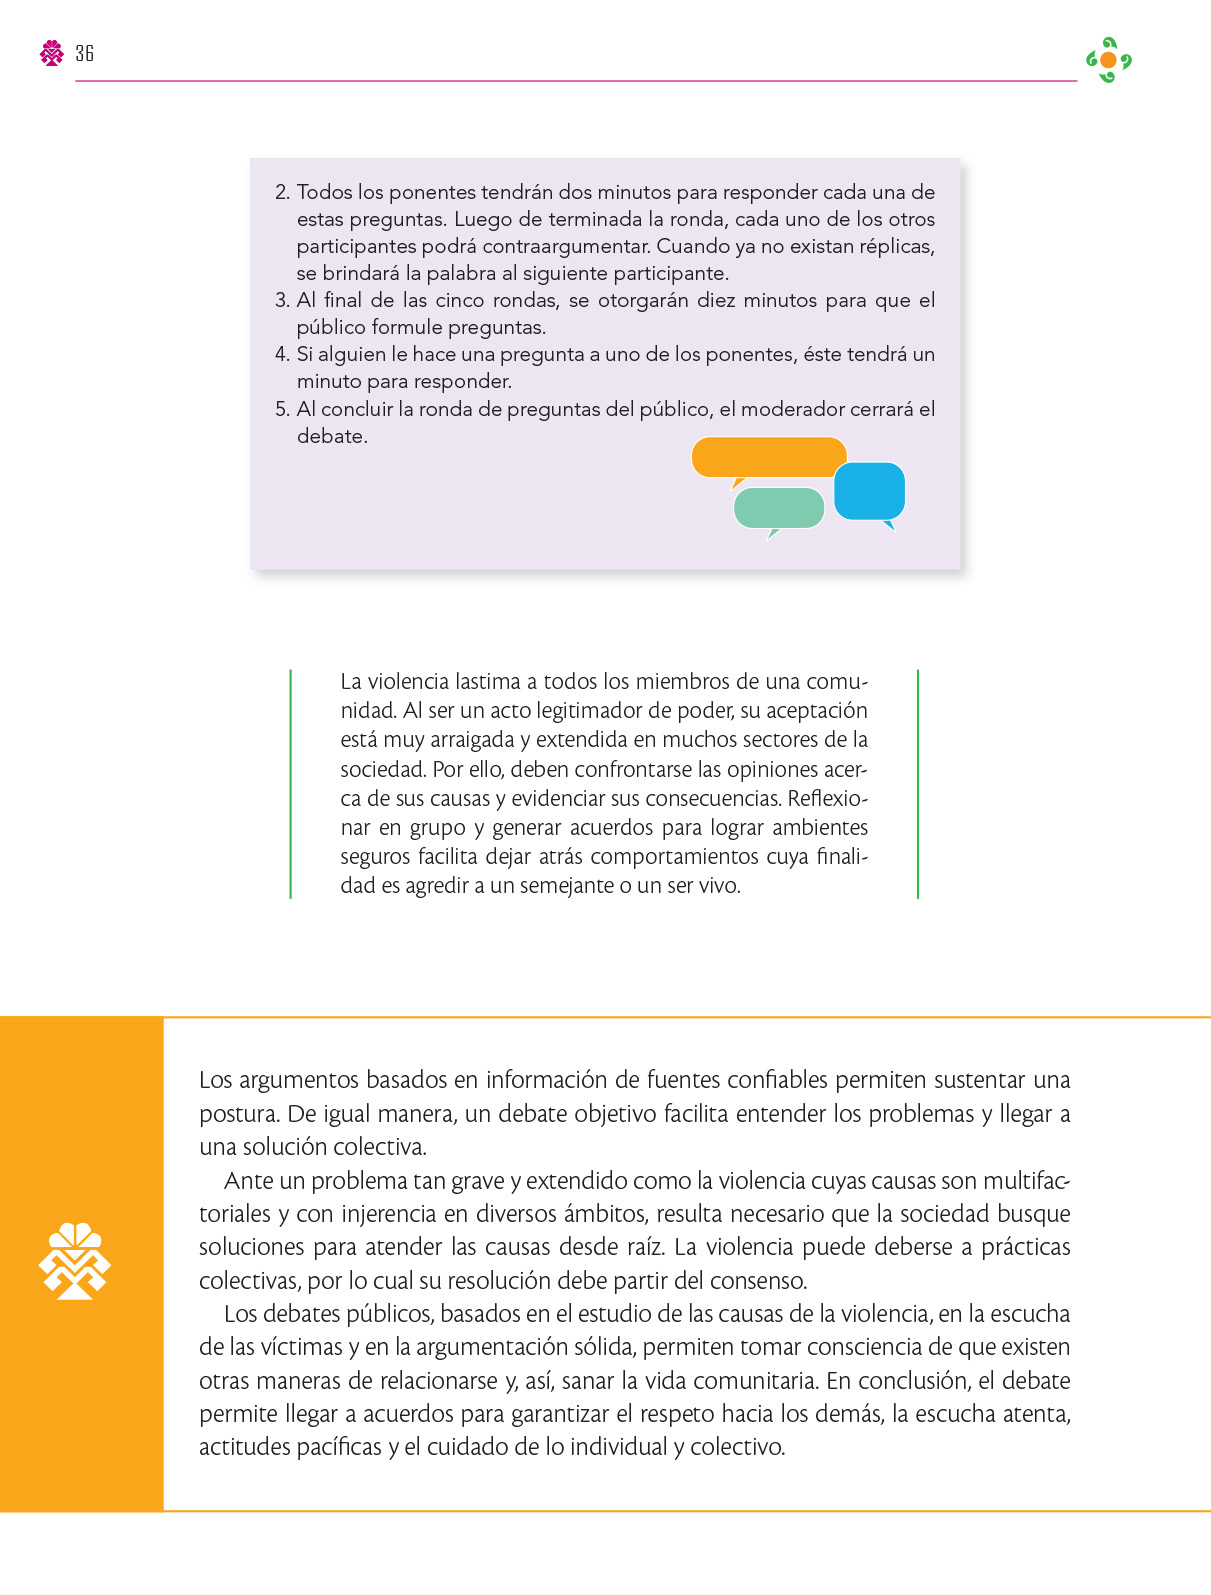 36
2. Todos los ponentes tendrán dos minutos para responder cada una de
estas preguntas. Luego de terminada la ronda, cada uno de los otros
participantes podrá contraargumentar. Cuando ya no existan réplicas,
se brindará la palabra al siguiente participante.
3. Al final de las cinco rondas, se otorgarán diez minutos para que el
público formule preguntas.
4. Si alguien le hace una pregunta a uno de los ponentes, éste tendrá un
minuto para responder.
5. Al concluir la ronda de preguntas del público, el moderador cerrará el
debate.
La violencia lastima a todos los miembros de una comu-
nidad. Al ser un acto legitimador de poder, su aceptación
está muy arraigada y extendida en muchos sectores de la
sociedad. Por ello, deben confrontarse las opiniones acer-
ca de sus causas y evidenciar sus consecuencias. Reflexio-
nar en grupo y generar acuerdos para lograr ambientes
seguros facilita dejar atrás comportamientos cuya finali-
dad es agredir a un semejante o un ser vivo.
Los argumentos basados en información de fuentes confiables permiten sustentar una
postura. De igual manera, un debate objetivo facilita entender los problemas y llegar a
una solución colectiva.
Ante un problema tan grave y extendido como la violencia cuyas causas son multifac-
toriales y con injerencia en diversos ámbitos, resulta necesario que la sociedad busque
soluciones para atender las causas desde raíz. La violencia puede deberse a prácticas
colectivas, por lo cual su resolución debe partir del consenso.
Los debates públicos, basados en el estudio de las causas de la violencia, en la escucha
de las víctimas y en la argumentación sólida, permiten tomar consciencia de que existen
otras maneras de relacionarse y, así, sanar la vida comunitaria. En conclusión, el debate
permite llegar a acuerdos para garantizar el respeto hacia los demás, la escucha atenta,
actitudes pacíficas y el cuidado de lo individual y colectivo.